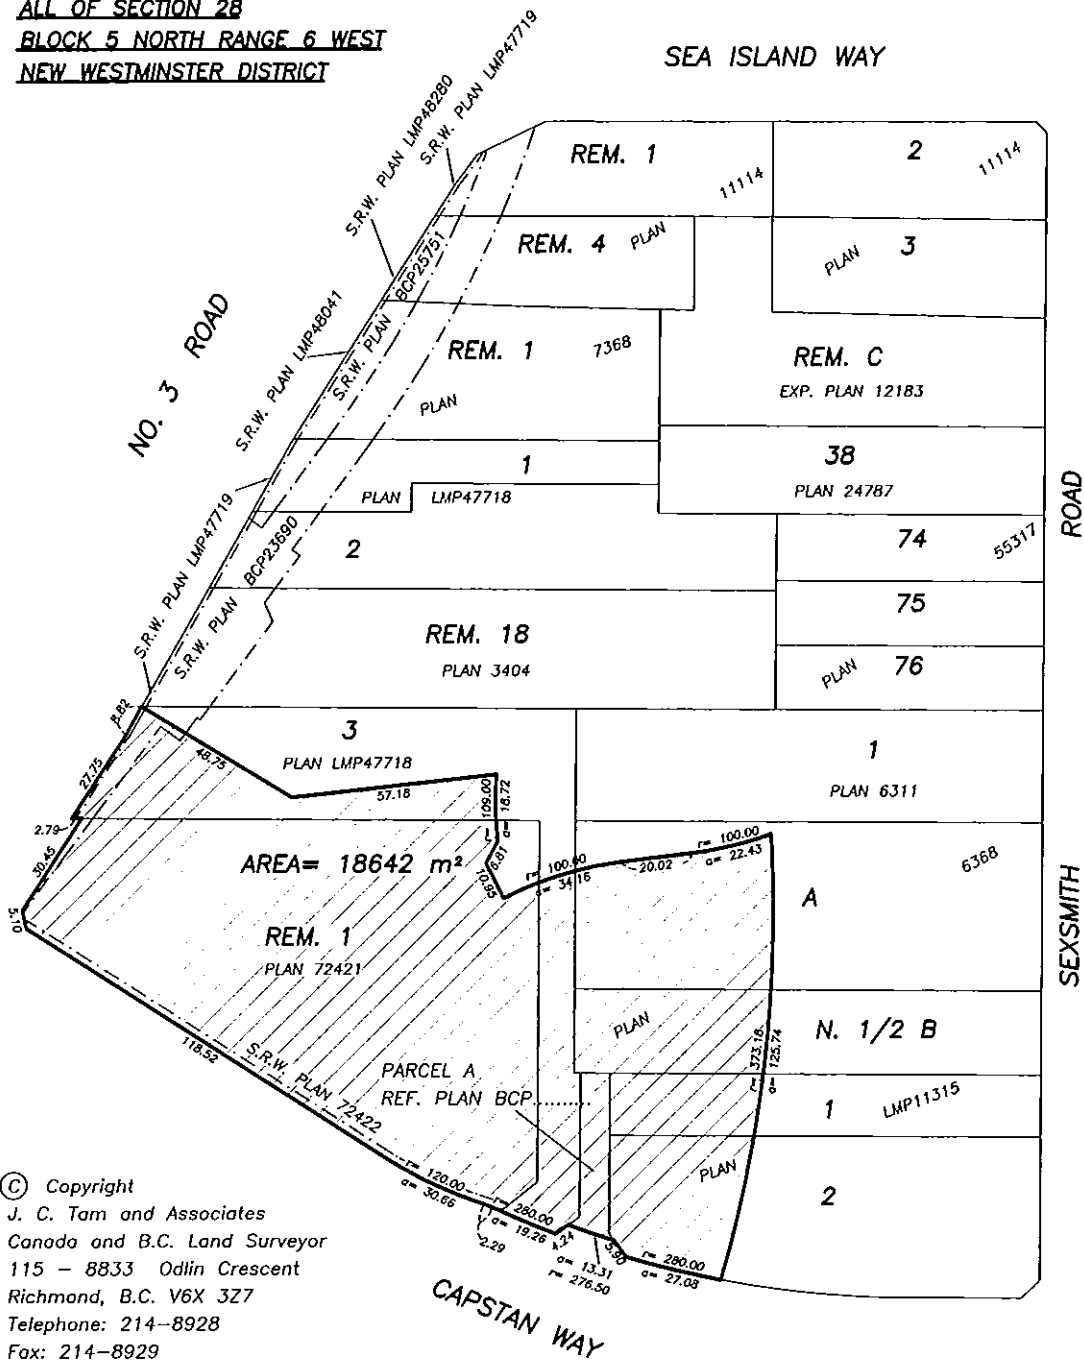 ALL OF SECTION 28
BLOCK 5 NORTH RANGE 6 WEST
NEW WESTMINSTER DISTRICT
SEA ISLAND WAY
S.R.W. PLAN LMP47719
S.R.W. PLAN LMP48280
REM. 1
11114
2
11114
REM. 4
PLAN
PLAN
3
S.R.W. PLAN BCP25751
S.R.W. PLAN LMP48041
NO. 3 ROAD
REM. 1
7368
PLAN
REM. C
EXP. PLAN 12183
1
PLAN LMP47718
38
PLAN 24787
ROAD
S.R.W. PLAN LMP47719
2
74
55317
S.R.W. PLAN BCP23690
75
REM. 18
PLAN 3404
PLAN
76
8.82
3
PLAN LMP47718
1
PLAN 6311
27.75
48.75
57.18
r= 109.00
a= 18.72
2.79
30.45
AREA= 18642 m²
6.81
10.95
r= 100.00
a= 34.16
20.02
r= 100.00
a= 22.43
6368
A
SEXSMITH
5.10
REM. 1
PLAN 72421
PLAN
N. 1/2 B
r= 373.18
a= 125.74
118.52
S.R.W. PLAN 72422
PARCEL A
REF. PLAN BCP..........
1
LMP11315
PLAN
2
r= 120.00
a= 30.66
r= 280.00
a= 19.26
2.29
4.24
a= 13.31
r= 276.50
5.90
r= 280.00
a= 27.08
CAPSTAN WAY
© Copyright
J. C. Tam and Associates
Canada and B.C. Land Surveyor
115 – 8833 Odlin Crescent
Richmond, B.C. V6X 3Z7
Telephone: 214–8928
Fax: 214–8929